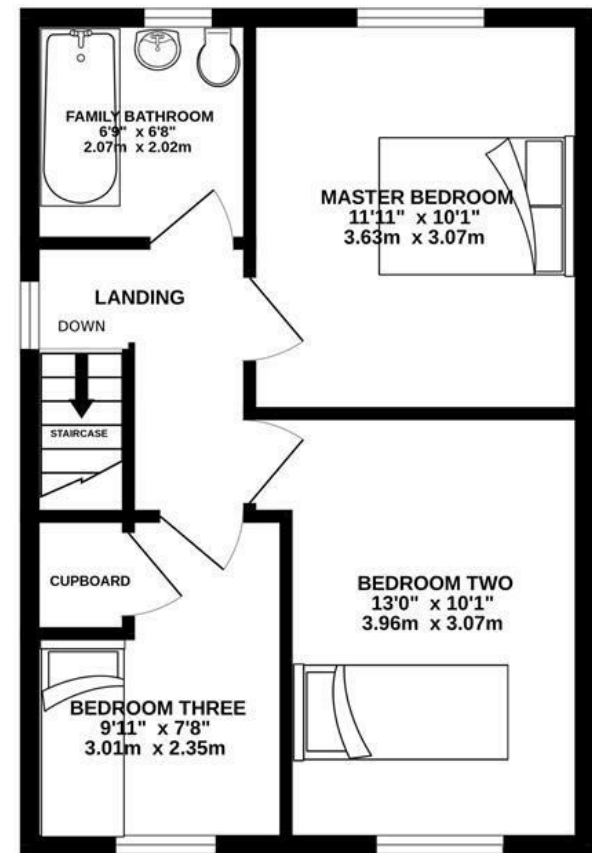 FAMILY BATHROOM
6'9" x 6'8"
2.07m x 2.02m
MASTER BEDROOM
11'11" x 10'1"
3.63m x 3.07m
LANDING
DOWN
STAIRCASE
CUPBOARD
BEDROOM TWO
13'0" x 10'1"
3.96m x 3.07m
BEDROOM THREE
9'11" x 7'8"
3.01m x 2.35m